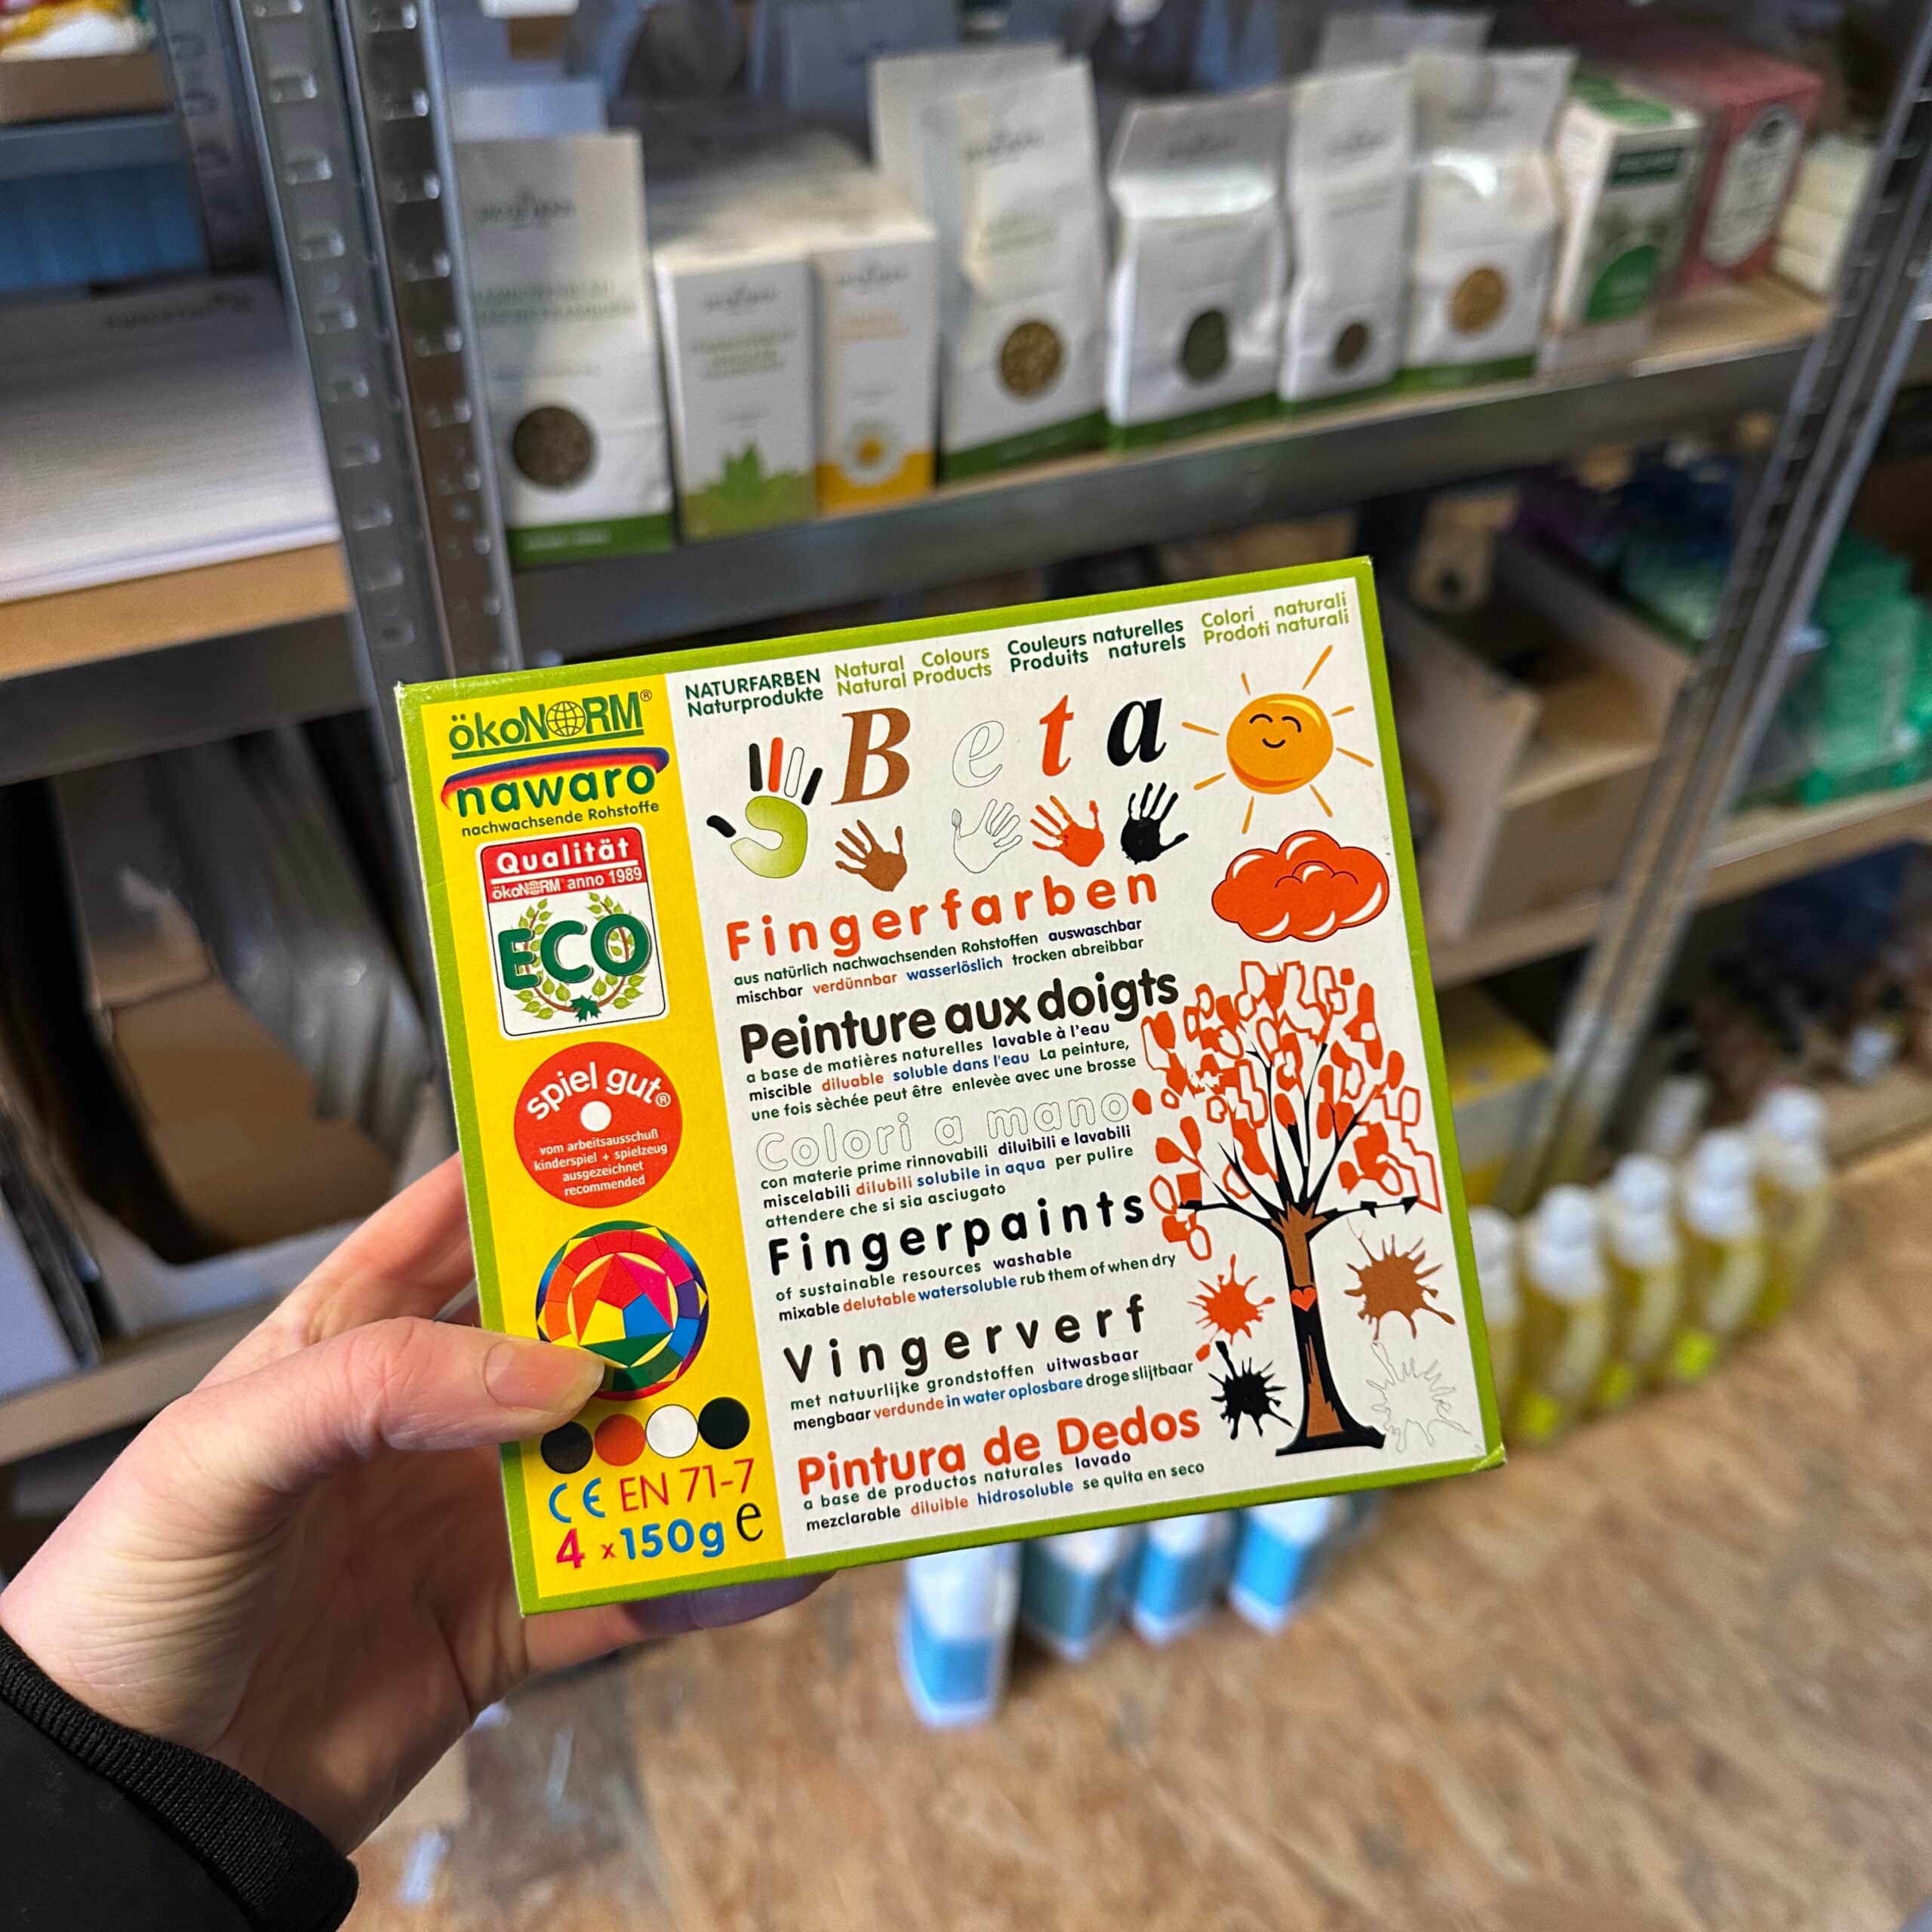 ökoNORM®
nawaro
nachwachsende Rohstoffe
Qualität
ökoNORM® anno 1989
ECO
spiel gut®
vom arbeitsausschuß
kinderspiel + spielzeug
ausgezeichnet
recommended
CE EN 71-7
4 x 150g e
NATURFARBEN Natural Colours Couleurs naturelles Colori naturali
Naturprodukte Natural Products Produits naturels Prodoti naturali
Beta
Fingerfarben
aus natürlich nachwachsenden Rohstoffen auswaschbar
mischbar verdünnbar wasserlöslich trocken abreibbar
Peinture aux doigts
a base de matières naturelles lavable à l'eau
miscible diluable soluble dans l'eau La peinture,
une fois sèchée peut être enlevèe avec une brosse
Colori a mano
con materie prime rinnovabili diluibili e lavabili
miscelabili dilubili solubile in aqua per pulire
attendere che si sia asciugato
Fingerpaints
of sustainable resources washable
mixable delutable watersoluble rub them of when dry
Vingerverf
met natuurlijke grondstoffen uitwasbaar
mengbaar verdunde in water oplosbare droge slijtbaar
Pintura de Dedos
a base de productos naturales lavado
mezclarable diluible hidrosoluble se quita en seco